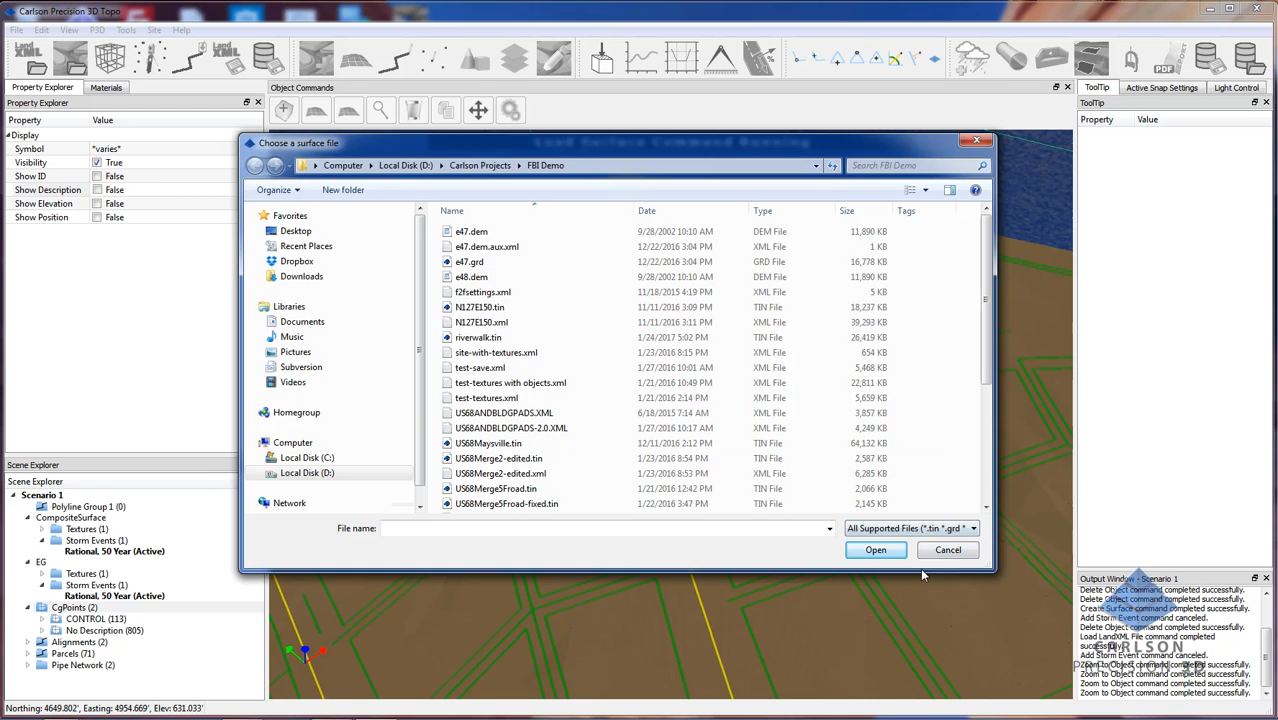 Carlson Precision 3D Topo
File Edit View P3D Tools Site Help
Land XML
PDF EXPORT
Property Explorer Materials
Object Commands
ToolTip Active Snap Settings Light Control
Property Explorer
ToolTip
Property Value
Property Value
Display
Symbol *varies*
Visibility True
Show ID False
Show Description False
Show Elevation False
Show Position False
Load Surface Command Running
Choose a surface file
Computer Local Disk (D:) Carlson Projects FBI Demo
Search FBI Demo
Organize New folder
Name Date Type Size Tags
Favorites
Desktop
Recent Places
Dropbox
Downloads
Libraries
Documents
Music
Pictures
Subversion
Videos
Homegroup
Computer
Local Disk (C:)
Local Disk (D:)
Network
e47.dem 9/28/2002 10:10 AM DEM File 11,890 KB
e47.dem.aux.xml 12/22/2016 3:04 PM XML File 1 KB
e47.grd 12/22/2016 3:04 PM GRD File 16,778 KB
e48.dem 9/28/2002 10:10 AM DEM File 11,890 KB
f2fsettings.xml 11/18/2015 4:19 PM XML File 5 KB
N127E150.tin 11/11/2016 3:09 PM TIN File 18,237 KB
N127E150.xml 11/11/2016 3:10 PM XML File 39,293 KB
riverwalk.tin 1/24/2017 5:02 PM TIN File 26,419 KB
site-with-textures.xml 1/23/2016 8:15 PM XML File 654 KB
test-save.xml 1/27/2016 10:01 AM XML File 5,468 KB
test-textures with objects.xml 1/21/2016 10:49 PM XML File 22,811 KB
test-textures.xml 1/21/2016 10:09 PM XML File 5,659 KB
US68ANDBLDGPADS.XML 6/18/2015 7:14 AM XML File 3,857 KB
US68ANDBLDGPADS-2.0.XML 1/27/2016 10:17 AM XML File 4,249 KB
US68Maysville.tin 12/11/2016 2:12 PM TIN File 64,132 KB
US68Merge2-edited.tin 1/23/2016 8:54 PM TIN File 2,587 KB
US68Merge2-edited.xml 1/23/2016 8:53 PM XML File 6,285 KB
US68Merge5Froad.tin 1/21/2016 12:42 PM TIN File 2,066 KB
US68Merge5Froad-fixed.tin 1/22/2016 3:47 PM TIN File 2,145 KB
File name: All Supported Files (*.tin *.grd *
Open Cancel
Scene Explorer
Scene Explorer
Scenario 1
Polyline Group 1 (0)
CompositeSurface
Textures (1)
Storm Events (1)
Rational, 50 Year (Active)
EG
Textures (1)
Storm Events (1)
Rational, 50 Year (Active)
CgPoints (2)
CONTROL (113)
No Description (805)
Alignments (2)
Parcels (71)
Pipe Network (2)
Output Window - Scenario 1
Delete Object command completed successfully.
Delete Object command completed successfully.
Create Surface command completed successfully.
Add Storm Event command canceled.
Delete Object command completed successfully.
Load LandXML File command completed
successfully.
Add Storm Event command canceled.
Zoom to Object command completed successfully.
Zoom to Object command completed successfully.
Zoom to Object command completed successfully.
Zoom to Object command completed successfully.
CARLSON
PRECISION 3D
Northing: 4649.802', Easting: 4954.669', Elev: 631.033'